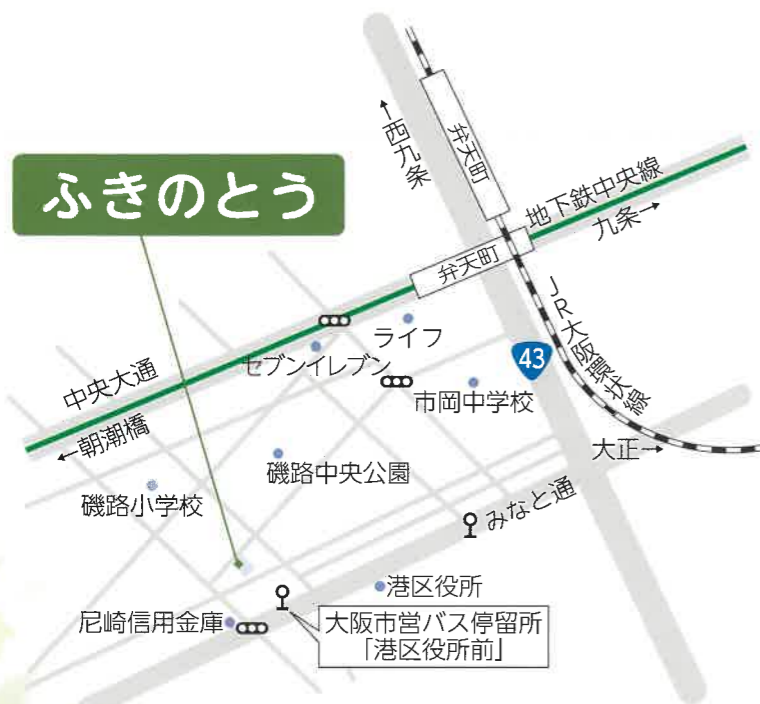 弁天町
↑西九条
ふきのとう
地下鉄中央線
九条→
弁天町
JR大阪環状線
ライフ
セブンイレブン
43
中央大通
市岡中学校
←朝潮橋
大正→
磯路中央公園
磯路小学校
みなと通
港区役所
尼崎信用金庫
大阪市営バス停留所
「港区役所前」